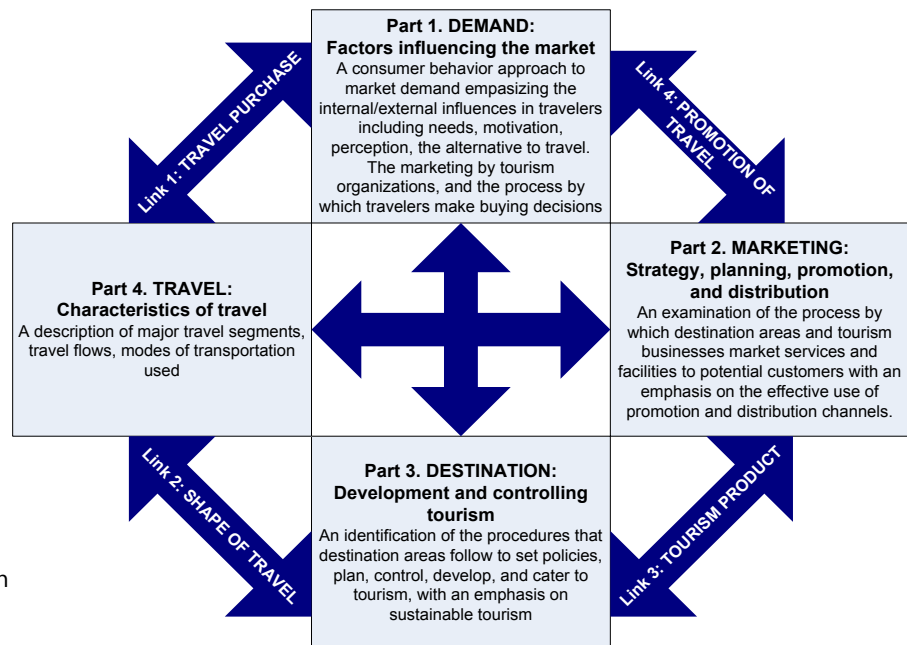 Part 1. DEMAND:
Factors influencing the market
A consumer behavior approach to
market demand empasizing the
internal/external influences in travelers
including needs, motivation,
perception, the alternative to travel.
The marketing by tourism
organizations, and the process by
which travelers make buying decisions
Link 1: TRAVEL PURCHASE
Link 4: PROMOTION OF
TRAVEL
Part 4. TRAVEL:
Characteristics of travel
A description of major travel segments,
travel flows, modes of transportation
used
Part 2. MARKETING:
Strategy, planning, promotion,
and distribution
An examination of the process by
which destination areas and tourism
businesses market services and
facilities to potential customers with an
emphasis on the effective use of
promotion and distribution channels.
Link 2: SHAPE OF TRAVEL
Part 3. DESTINATION:
Development and controlling
tourism
An identification of the procedures that
destination areas follow to set policies,
plan, control, develop, and cater to
tourism, with an emphasis on
sustainable tourism
Link 3: TOURISM PRODUCT
n